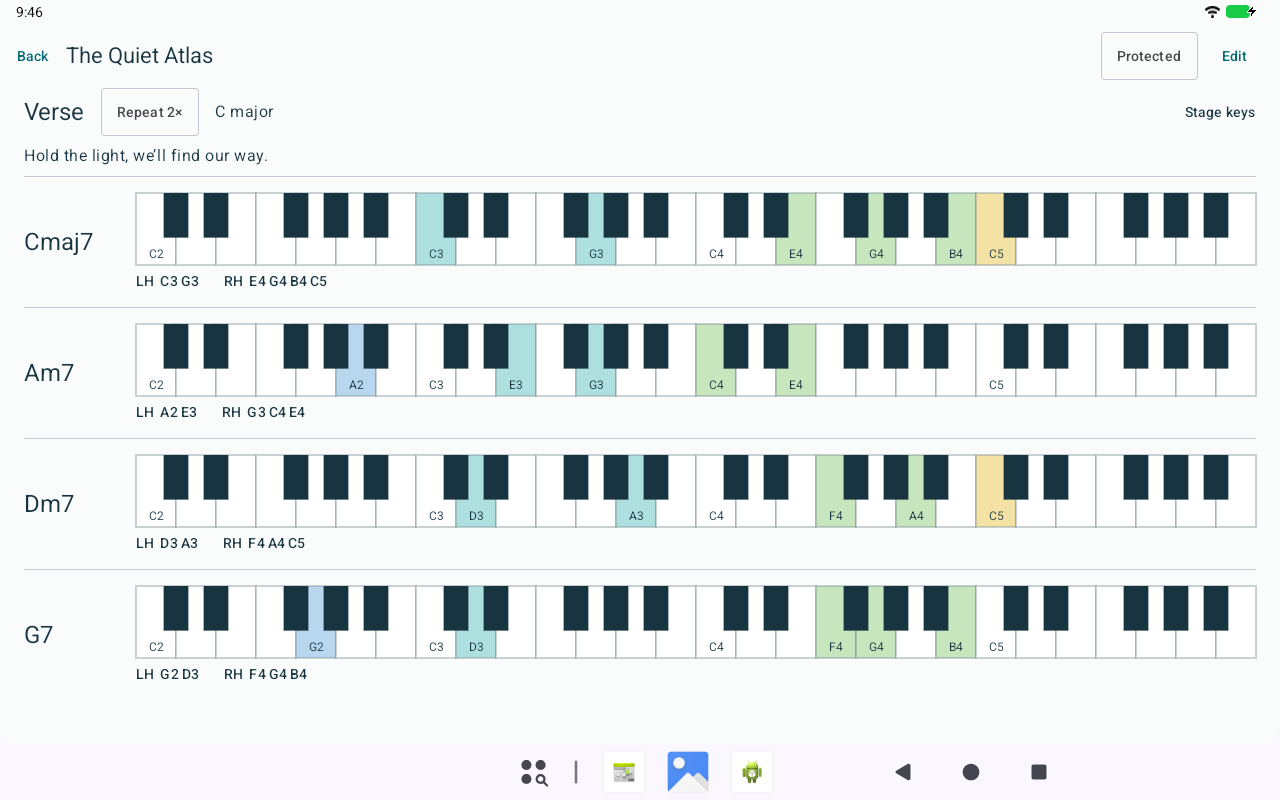 9:46
Back The Quiet Atlas Protected Edit
Verse Repeat 2× C major Stage keys
Hold the light, we’ll find our way.
Cmaj7
C2 C3 G3 C4 E4 G4 B4 C5
LH C3 G3 RH E4 G4 B4 C5
Am7
C2 A2 C3 E3 G3 C4 E4 C5
LH A2 E3 RH G3 C4 E4
Dm7
C2 C3 D3 A3 C4 F4 A4 C5
LH D3 A3 RH F4 A4 C5
G7
C2 G2 C3 D3 C4 F4 G4 B4 C5
LH G2 D3 RH F4 G4 B4